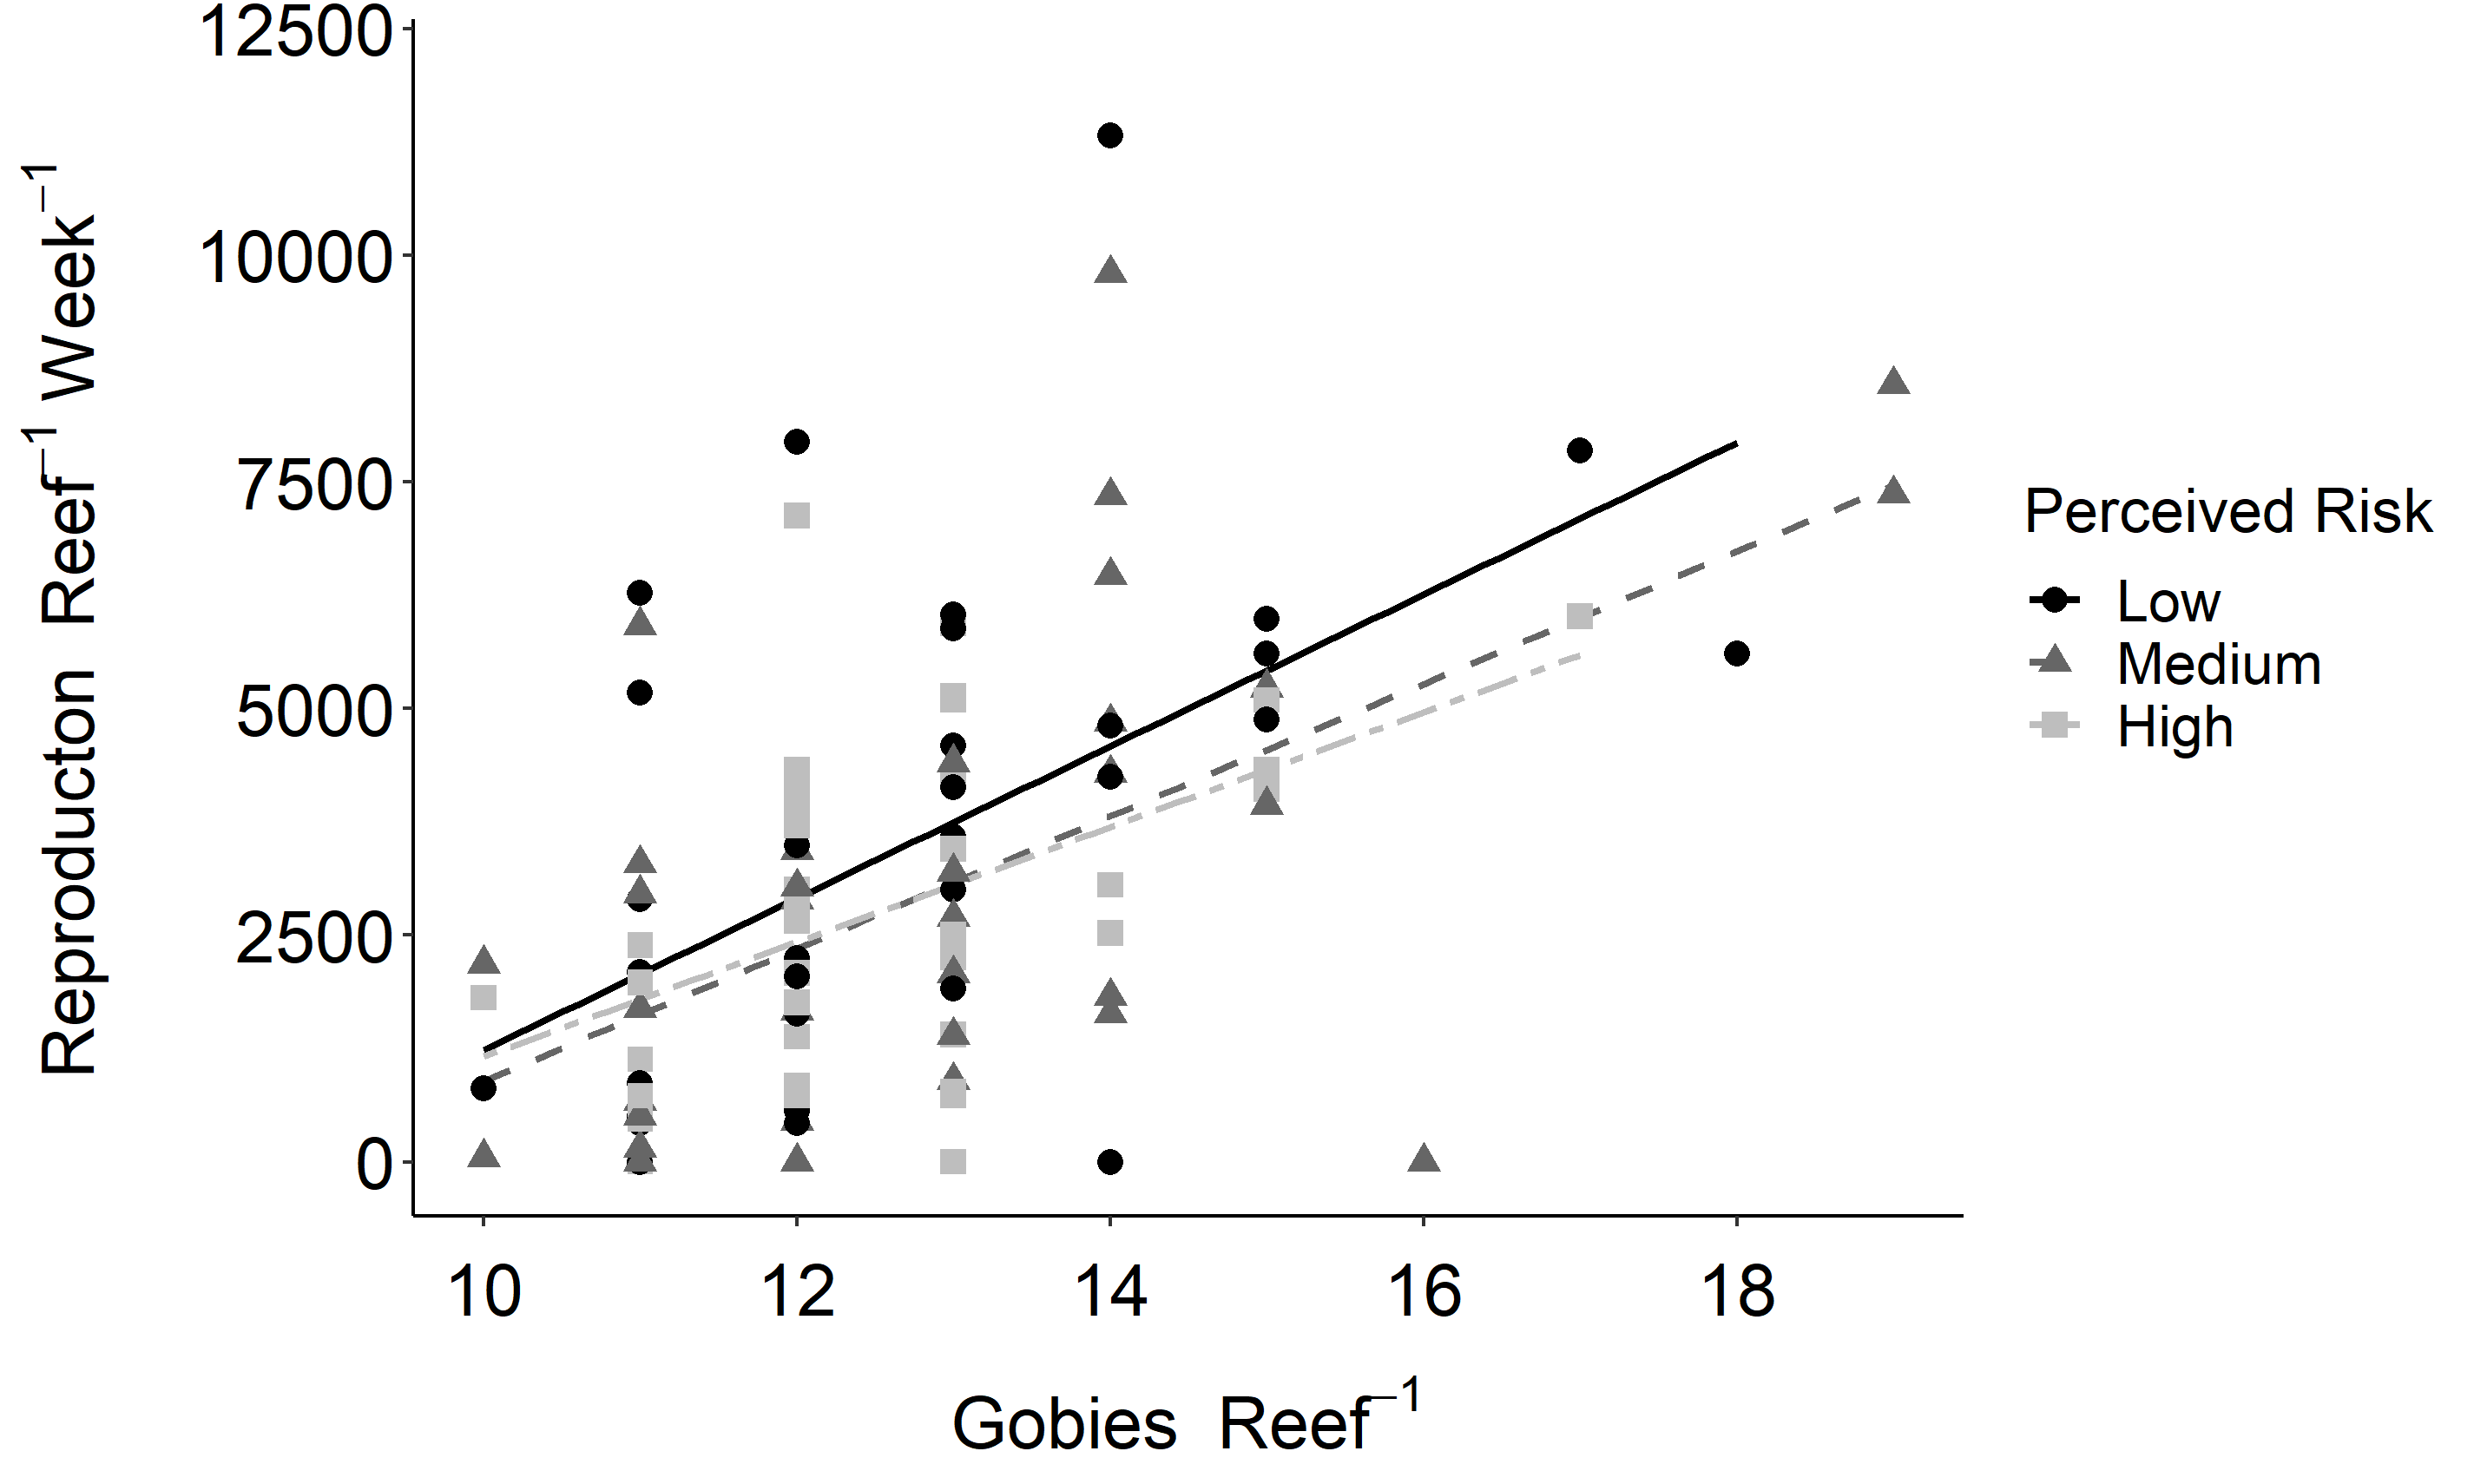 Reproducton Reef⁻¹ Week⁻¹
12500
10000
7500
5000
2500
0
10 12 14 16 18
Gobies Reef⁻¹
Perceived Risk
Low
Medium
High